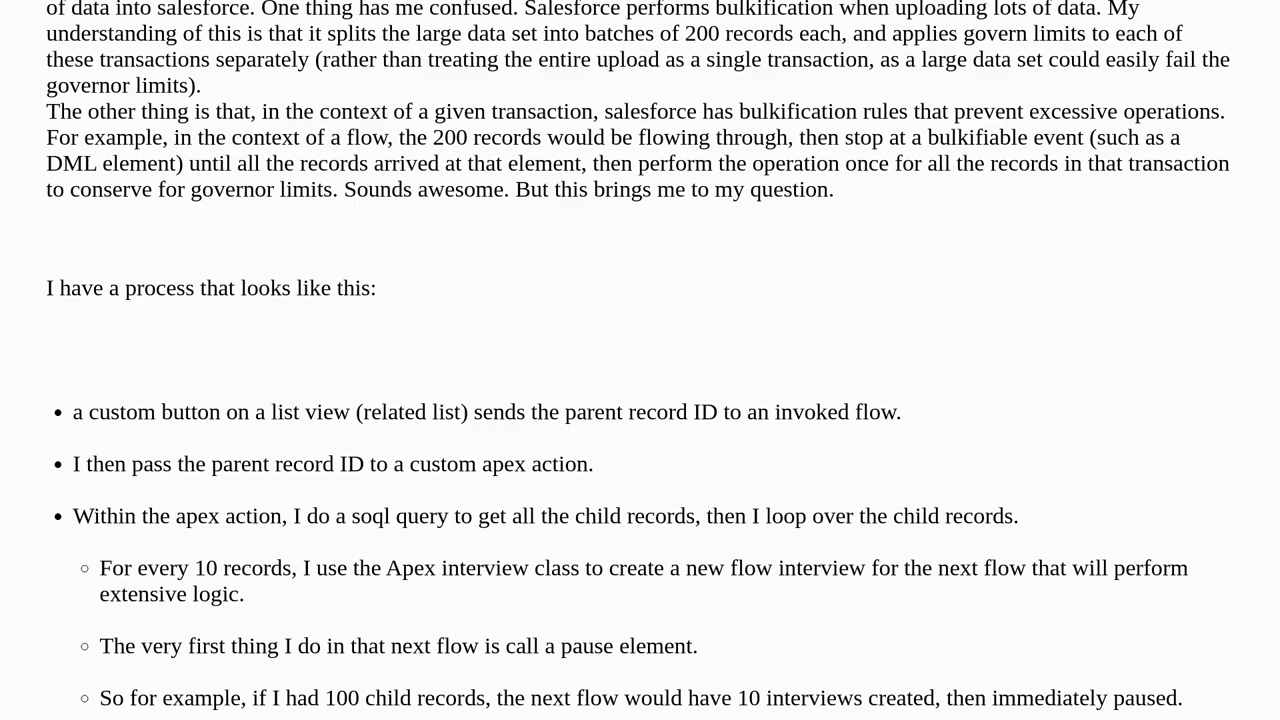 of data into salesforce. One thing has me confused. Salesforce performs bulkification when uploading lots of data. My
understanding of this is that it splits the large data set into batches of 200 records each, and applies govern limits to each of
these transactions separately (rather than treating the entire upload as a single transaction, as a large data set could easily fail the
governor limits).
The other thing is that, in the context of a given transaction, salesforce has bulkification rules that prevent excessive operations.
For example, in the context of a flow, the 200 records would be flowing through, then stop at a bulkifiable event (such as a
DML element) until all the records arrived at that element, then perform the operation once for all the records in that transaction
to conserve for governor limits. Sounds awesome. But this brings me to my question.
I have a process that looks like this:
• a custom button on a list view (related list) sends the parent record ID to an invoked flow.
• I then pass the parent record ID to a custom apex action.
• Within the apex action, I do a soql query to get all the child records, then I loop over the child records.
◦ For every 10 records, I use the Apex interview class to create a new flow interview for the next flow that will perform
extensive logic.
◦ The very first thing I do in that next flow is call a pause element.
◦ So for example, if I had 100 child records, the next flow would have 10 interviews created, then immediately paused.